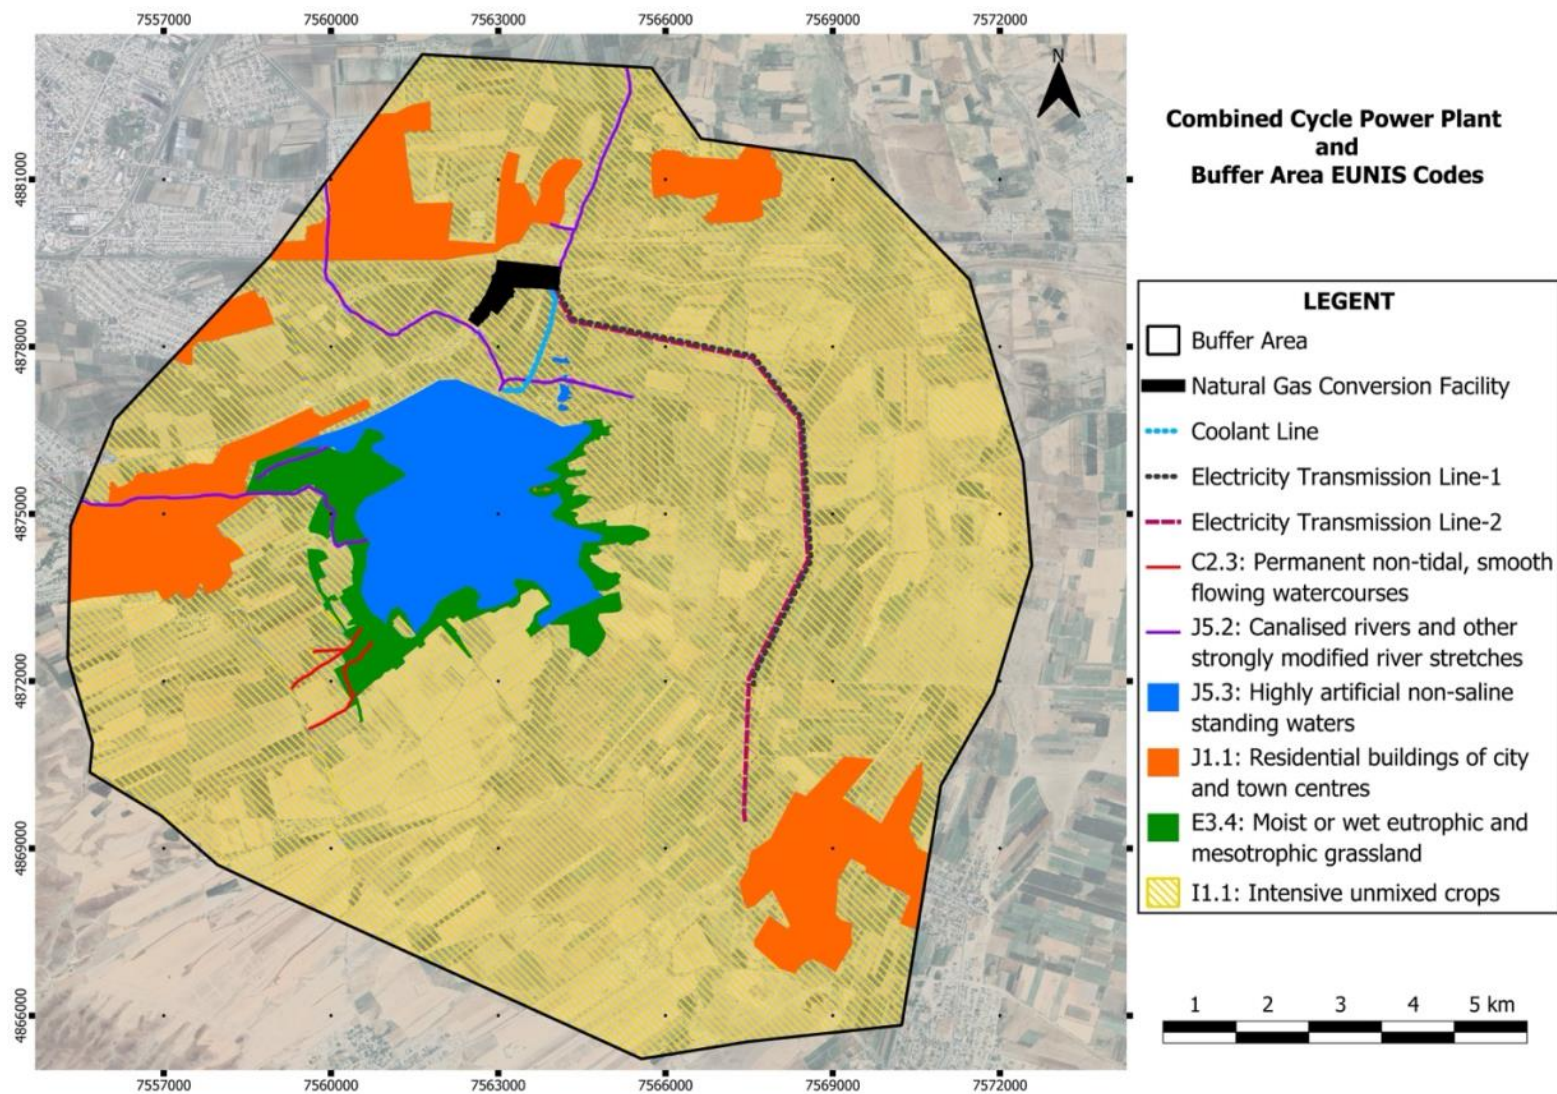 7557000 7560000 7563000 7566000 7569000 7572000
N
Combined Cycle Power Plant
and
Buffer Area EUNIS Codes
4881000
4878000
4875000
4872000
4869000
4866000
LEGENT
Buffer Area
Natural Gas Conversion Facility
Coolant Line
Electricity Transmission Line-1
Electricity Transmission Line-2
C2.3: Permanent non-tidal, smooth
flowing watercourses
J5.2: Canalised rivers and other
strongly modified river stretches
J5.3: Highly artificial non-saline
standing waters
J1.1: Residential buildings of city
and town centres
E3.4: Moist or wet eutrophic and
mesotrophic grassland
I1.1: Intensive unmixed crops
1 2 3 4 5 km
7557000 7560000 7563000 7566000 7569000 7572000